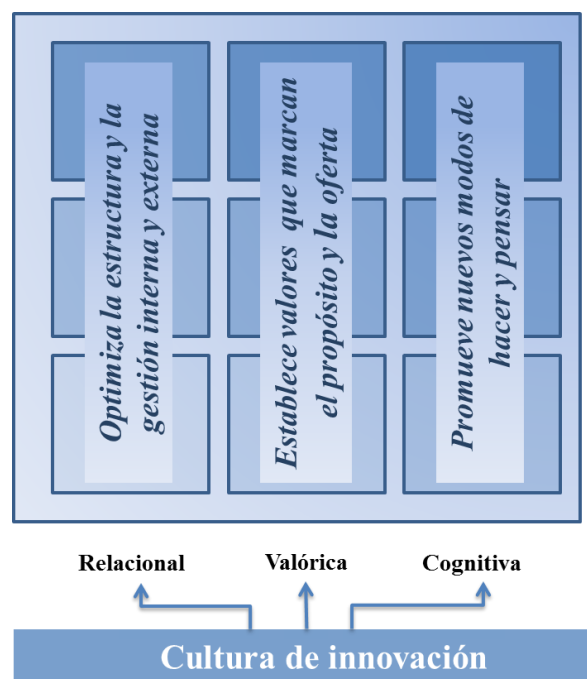 Optimiza la estructura y la
gestión interna y externa
Establece valores que marcan
el propósito y la oferta
Promueve nuevos modos de
hacer y pensar
Relacional
Valórica
Cognitiva
Cultura de innovación